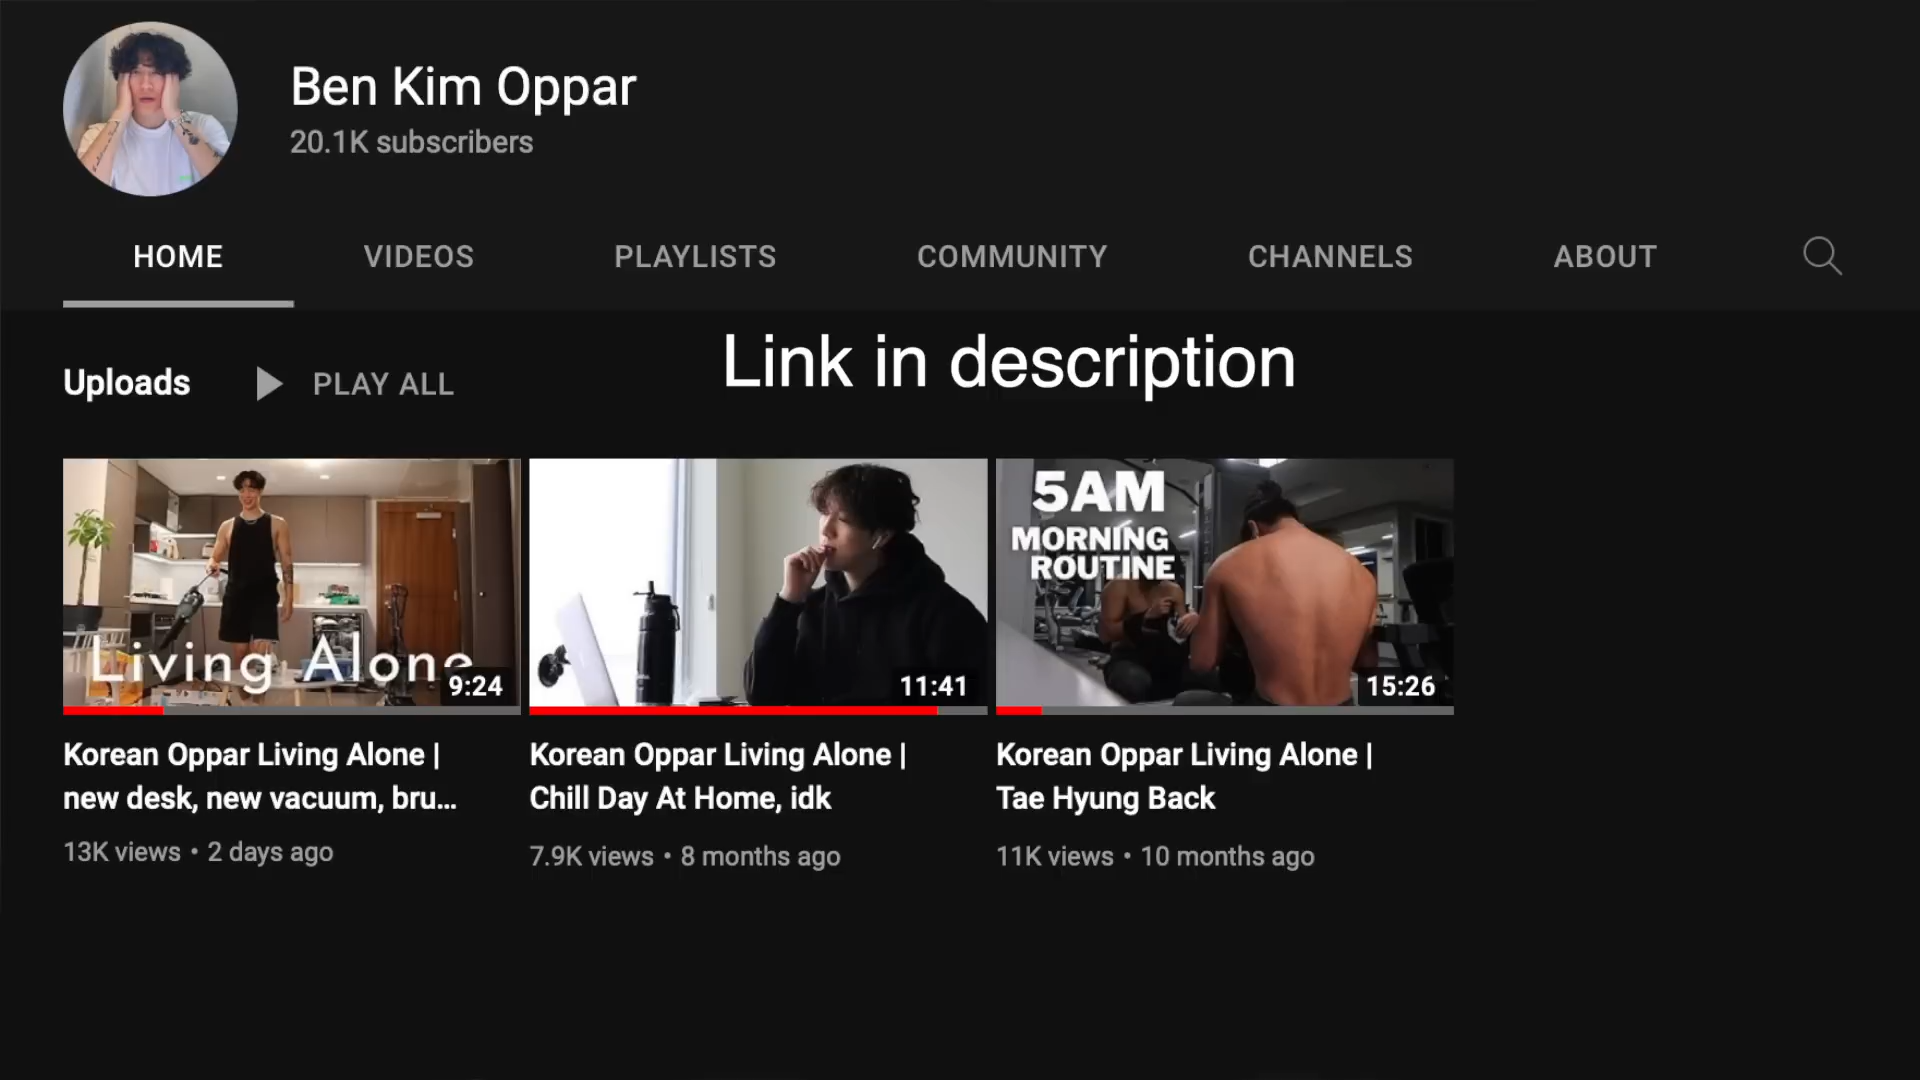 Ben Kim Oppar
20.1K subscribers
HOME
VIDEOS
PLAYLISTS
COMMUNITY
CHANNELS
ABOUT
Link in description
Uploads
PLAY ALL
Living Alone
9:24
11:41
5AM
MORNING
ROUTINE
15:26
Korean Oppar Living Alone |
new desk, new vacuum, bru...
13K views • 2 days ago
Korean Oppar Living Alone |
Chill Day At Home, idk
7.9K views • 8 months ago
Korean Oppar Living Alone |
Tae Hyung Back
11K views • 10 months ago